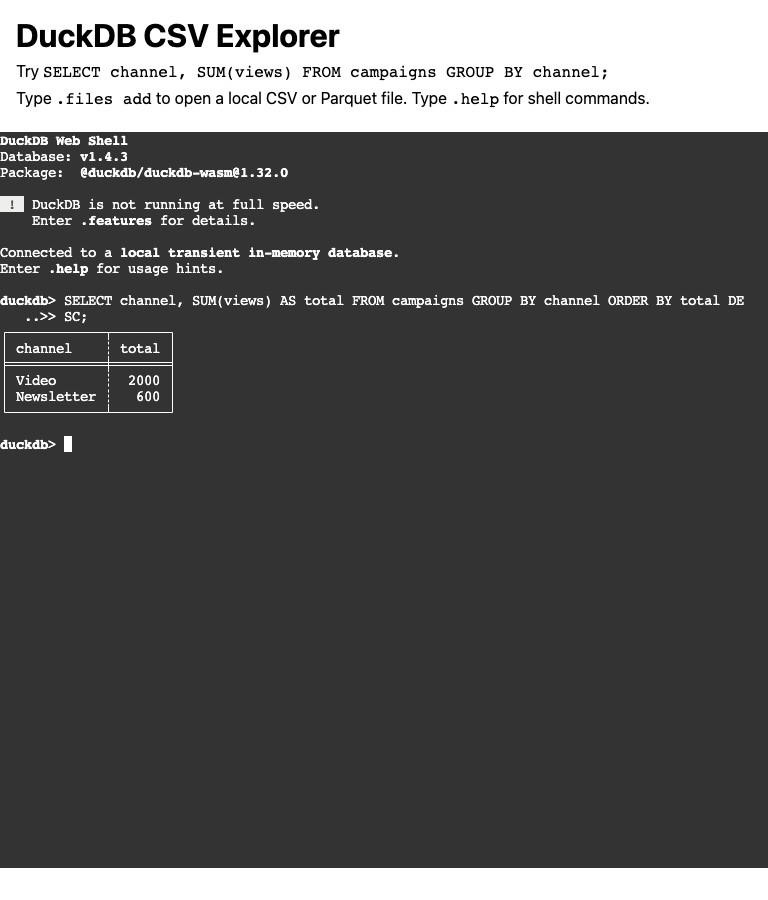 DuckDB CSV Explorer
Try SELECT channel, SUM(views) FROM campaigns GROUP BY channel;
Type .files add to open a local CSV or Parquet file. Type .help for shell commands.
DuckDB Web Shell
Database: v1.4.3
Package:  @duckdb/duckdb-wasm@1.32.0
! DuckDB is not running at full speed.
Enter .features for details.
Connected to a local transient in-memory database.
Enter .help for usage hints.
duckdb> SELECT channel, SUM(views) AS total FROM campaigns GROUP BY channel ORDER BY total DE
..>> SC;
channel total
Video 2000
Newsletter 600
duckdb>